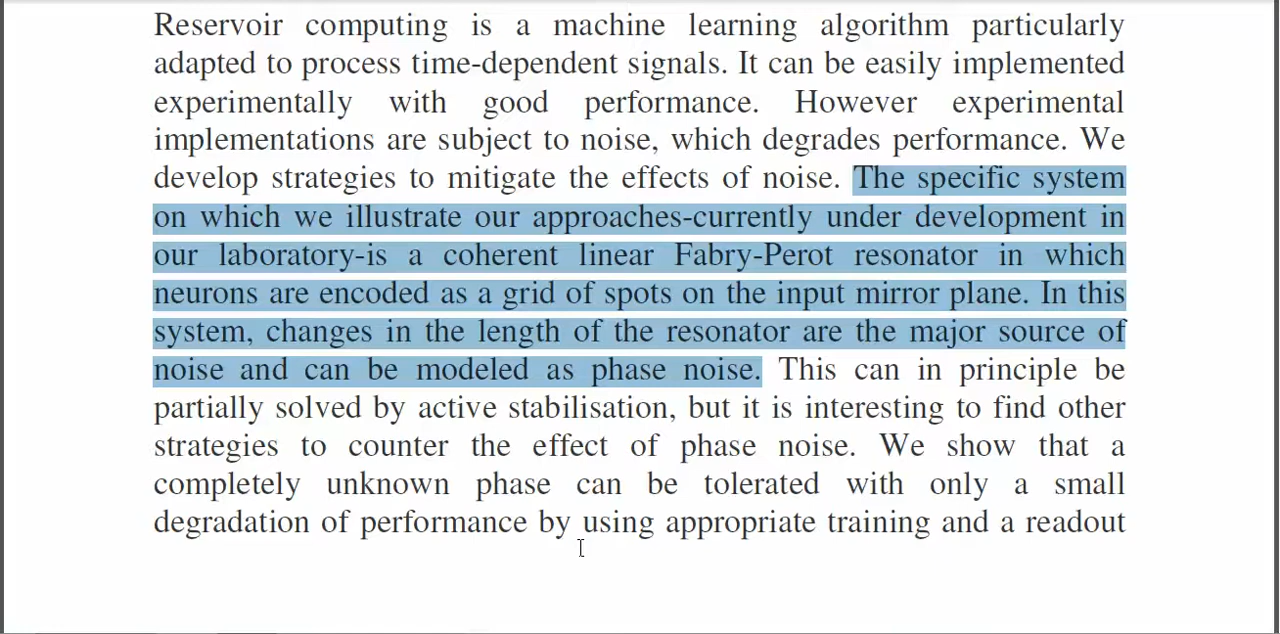 Reservoir computing is a machine learning algorithm particularly
adapted to process time-dependent signals. It can be easily implemented
experimentally with good performance. However experimental
implementations are subject to noise, which degrades performance. We
develop strategies to mitigate the effects of noise. The specific system
on which we illustrate our approaches-currently under development in
our laboratory-is a coherent linear Fabry-Perot resonator in which
neurons are encoded as a grid of spots on the input mirror plane. In this
system, changes in the length of the resonator are the major source of
noise and can be modeled as phase noise. This can in principle be
partially solved by active stabilisation, but it is interesting to find other
strategies to counter the effect of phase noise. We show that a
completely unknown phase can be tolerated with only a small
degradation of performance by using appropriate training and a readout